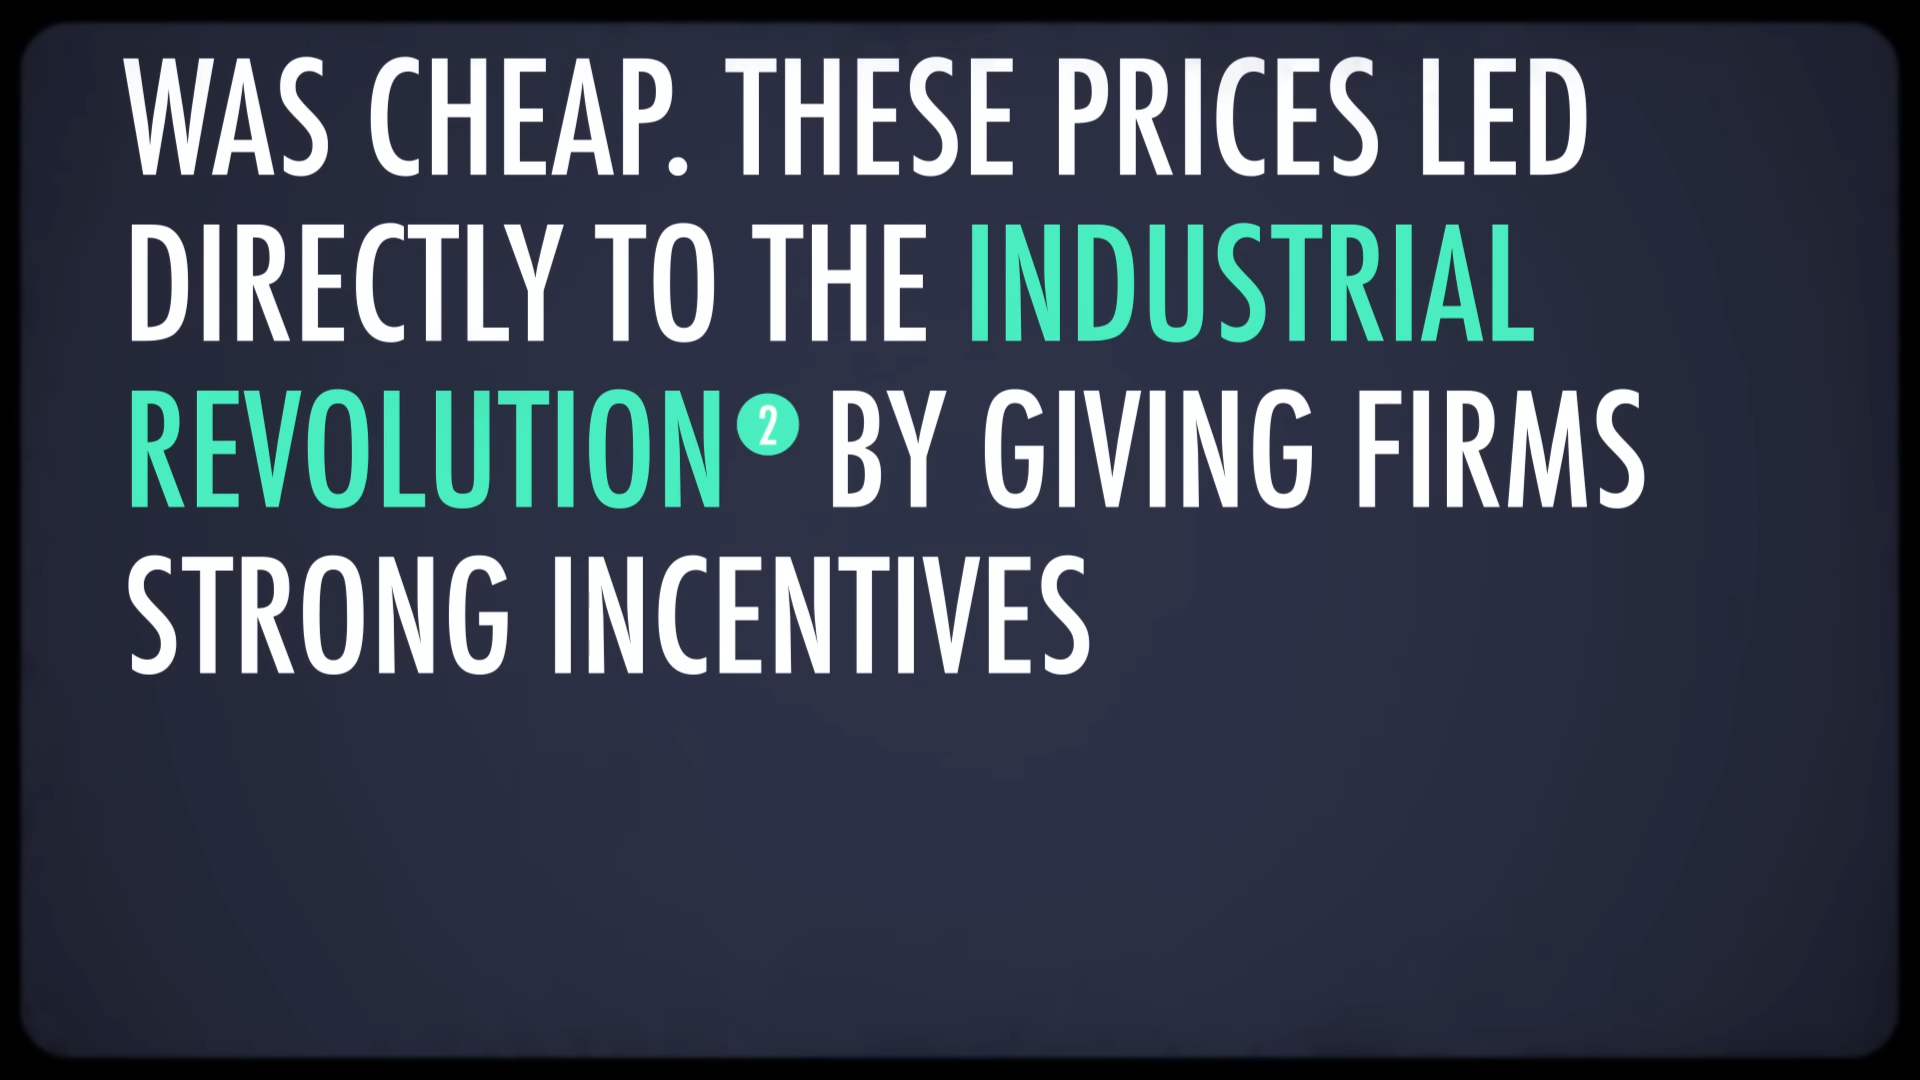 WAS CHEAP. THESE PRICES LED
DIRECTLY TO THE INDUSTRIAL
REVOLUTION 2 BY GIVING FIRMS
STRONG INCENTIVES